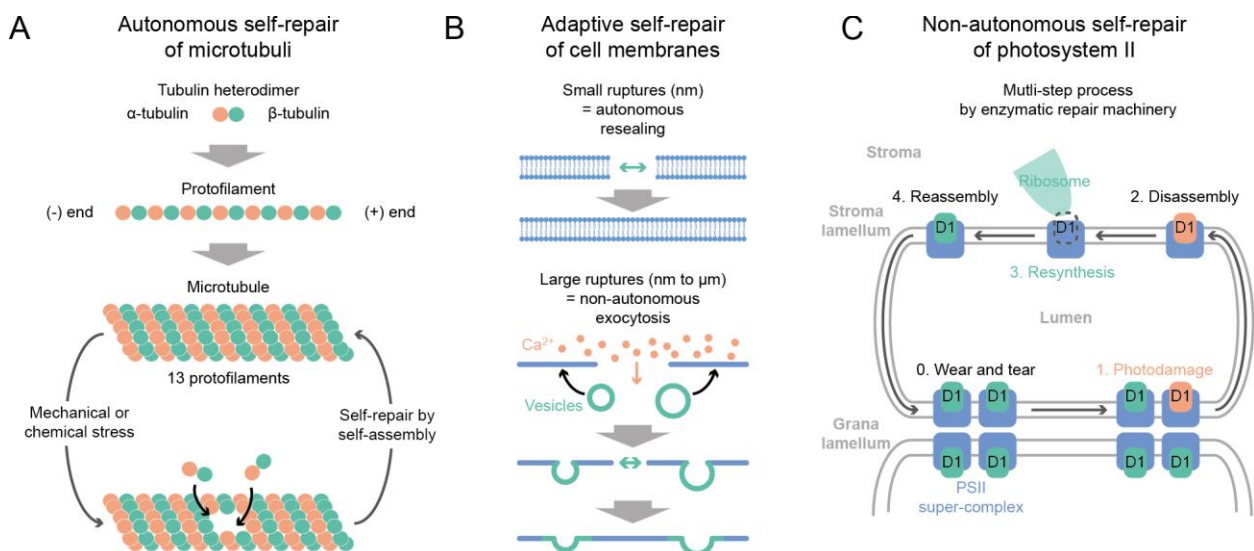 A
Autonomous self-repair
of microtubuli
Tubulin heterodimer
α-tubulin
β-tubulin
Protofilament
(-) end
(+) end
Microtubule
13 protofilaments
Mechanical or
chemical stress
Self-repair by
self-assembly
B
Adaptive self-repair
of cell membranes
Small ruptures (nm)
= autonomous
resealing
Large ruptures (nm to μm)
= non-autonomous
exocytosis
Ca²⁺
Vesicles
C
Non-autonomous self-repair
of photosystem II
Mutli-step process
by enzymatic repair machinery
Stroma
Ribosome
4. Reassembly
2. Disassembly
Stroma
lamellum
D1
D1
D1
3. Resynthesis
Lumen
0. Wear and tear
1. Photodamage
D1
D1
D1
D1
Grana
lamellum
D1
D1
D1
D1
PSII
super-complex